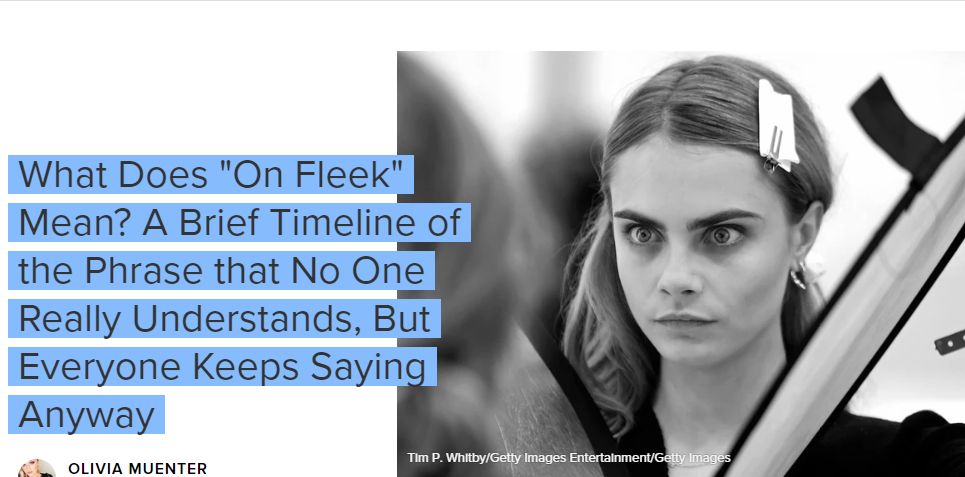 What Does "On Fleek"
Mean? A Brief Timeline of
the Phrase that No One
Really Understands, But
Everyone Keeps Saying
Anyway
OLIVIA MUENTER
Tim P. Whitby/Getty Images Entertainment/Getty Images